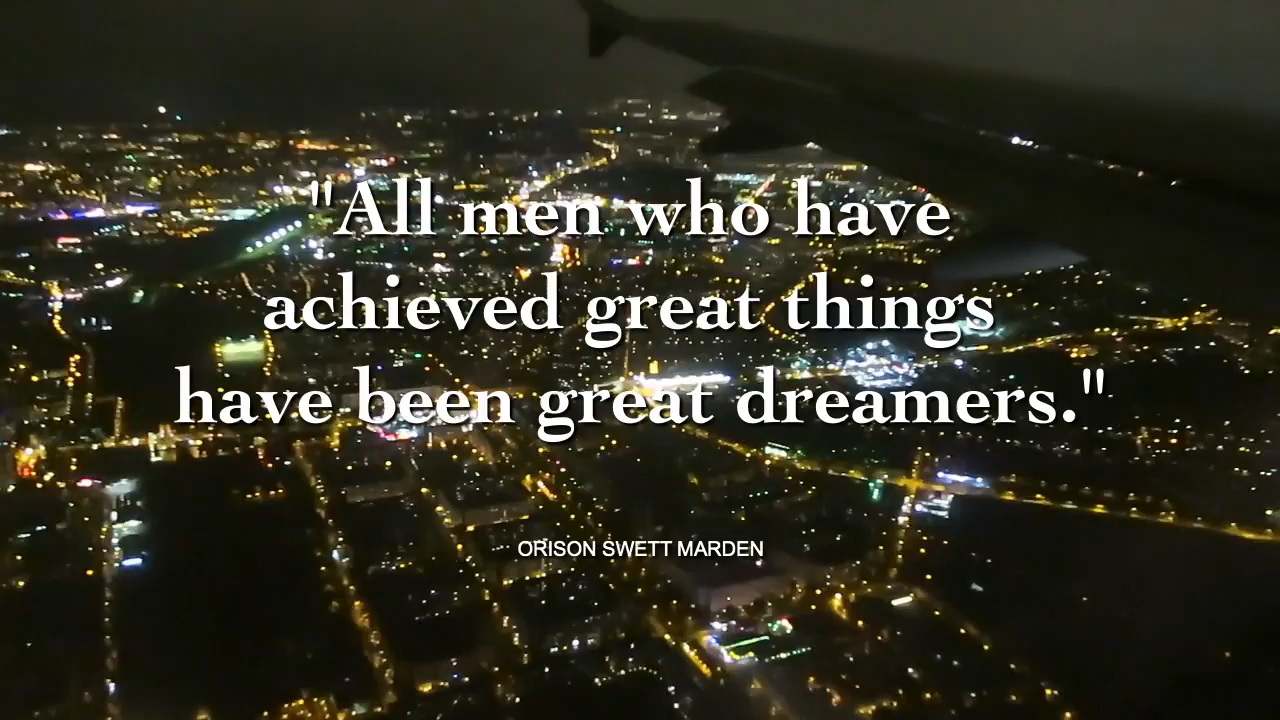 "All men who have
achieved great things
have been great dreamers."
ORISON SWETT MARDEN